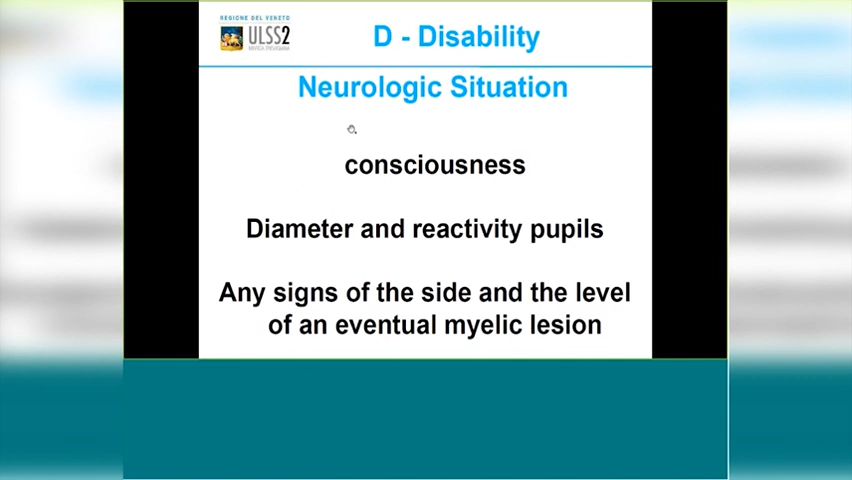 REGIONE DEL VENETO
ULSS2
D - Disability
Neurologic Situation
consciousness
Diameter and reactivity pupils
Any signs of the side and the level
of an eventual myelic lesion